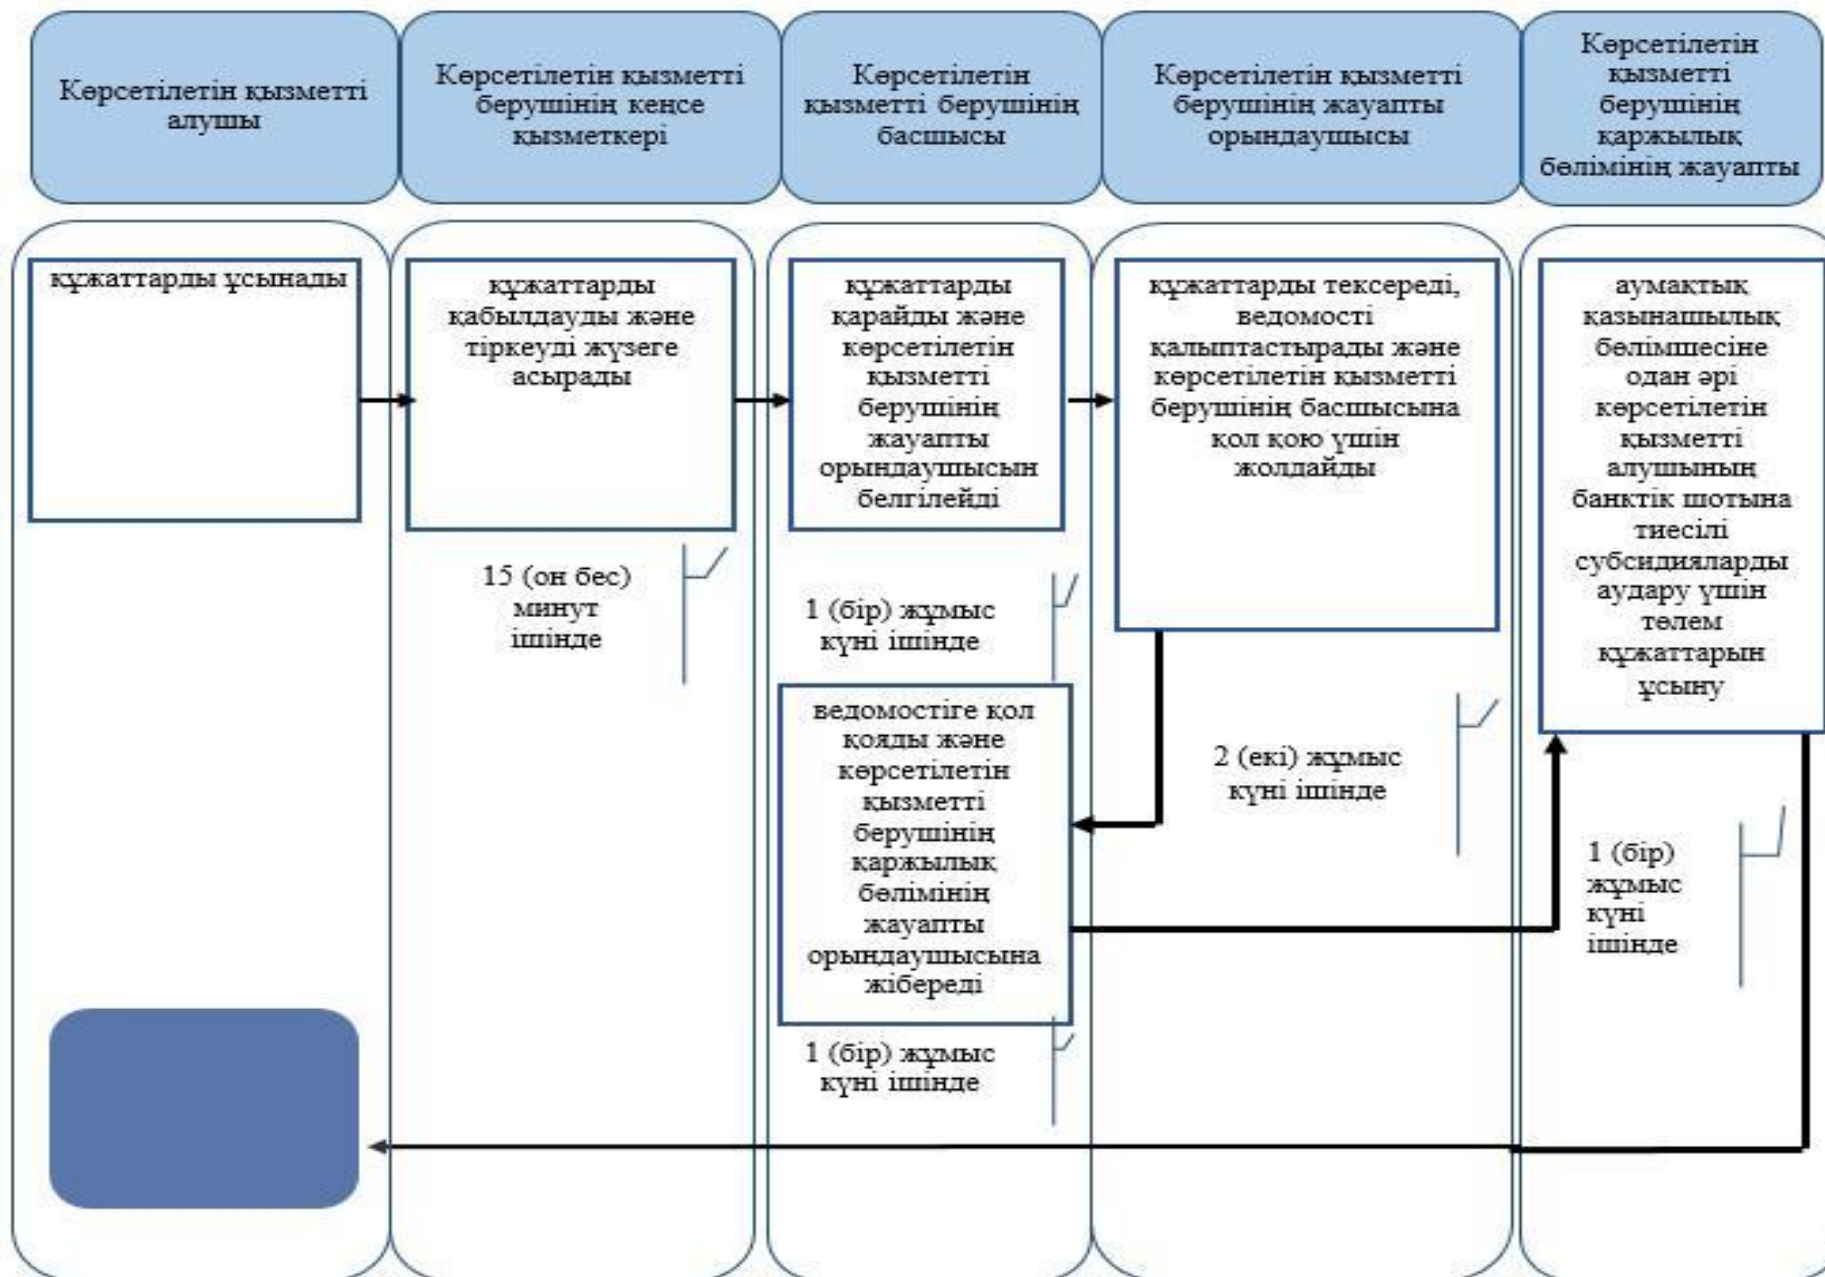 Көрсетілетін қызметті
алушы
Көрсетілетін қызметті
берушінің кеңсе
қызметкері
Көрсетілетін
қызметті берушінің
басшысы
Көрсетілетін қызметті
берушінің жауапты
орындаушысы
Көрсетілетін
қызметті
берушінің
қаржылық
бөлімінің жауапты
құжаттарды ұсынады
құжаттарды
қабылдауды және
тіркеуді жүзеге
асырады
15 (он бес)
минут
ішінде
құжаттарды
қарайды және
көрсетілетін
қызметті
берушінің
жауапты
орындаушысын
белгілейді
1 (бір) жұмыс
күні ішінде
құжаттарды тексереді,
ведомості
қалыптастырады және
көрсетілетін қызметті
берушінің басшысына
қол қою үшін
жолдайды
2 (екі) жұмыс
күні ішінде
ведомостіге қол
қояды және
көрсетілетін
қызметті
берушінің
қаржылық
бөлімінің
жауапты
орындаушысына
жібереді
1 (бір) жұмыс
күні ішінде
аумақтық
қазынашылық
бөлімшесіне
одан әрі
көрсетілетін
қызметті
алушының
банктік шотына
тиесілі
субсидияларды
аудару үшін
төлем
құжаттарын
ұсыну
1 (бір)
жұмыс
күні
ішінде